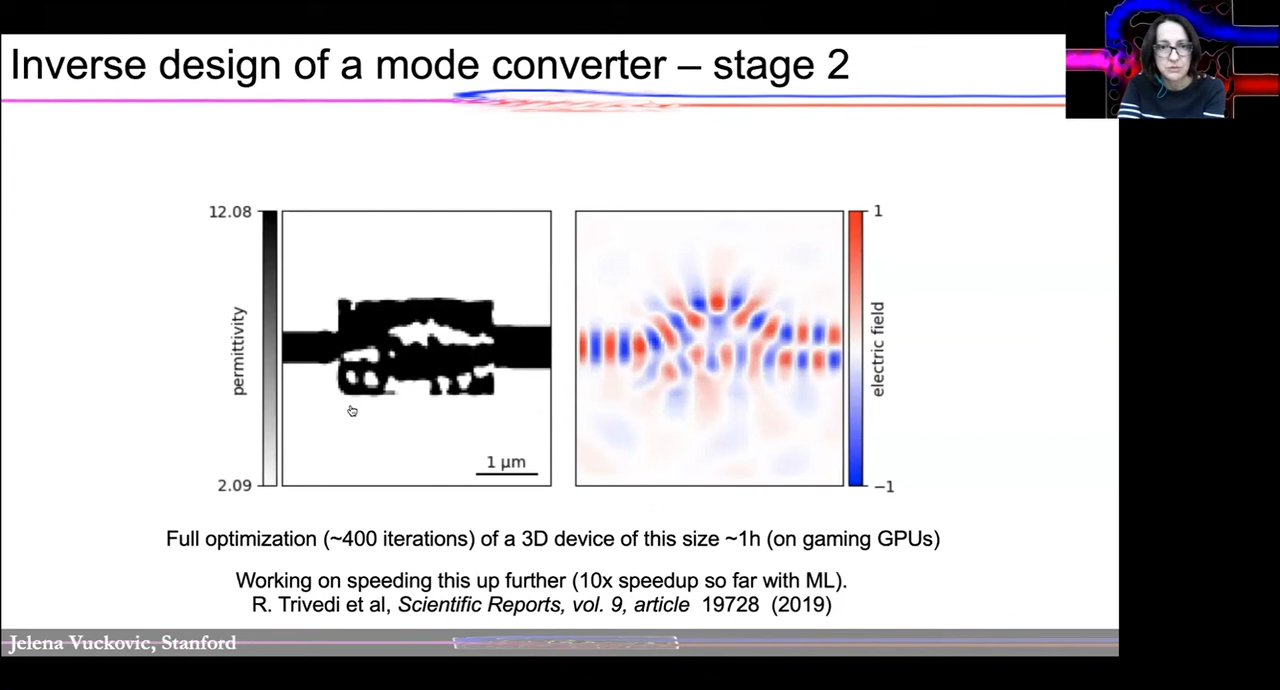 Inverse design of a mode converter – stage 2
12.08
permittivity
2.09
1 μm
1
electric field
−1
Full optimization (~400 iterations) of a 3D device of this size ~1h (on gaming GPUs)
Working on speeding this up further (10x speedup so far with ML).
R. Trivedi et al, Scientific Reports, vol. 9, article 19728 (2019)
Jelena Vuckovic, Stanford